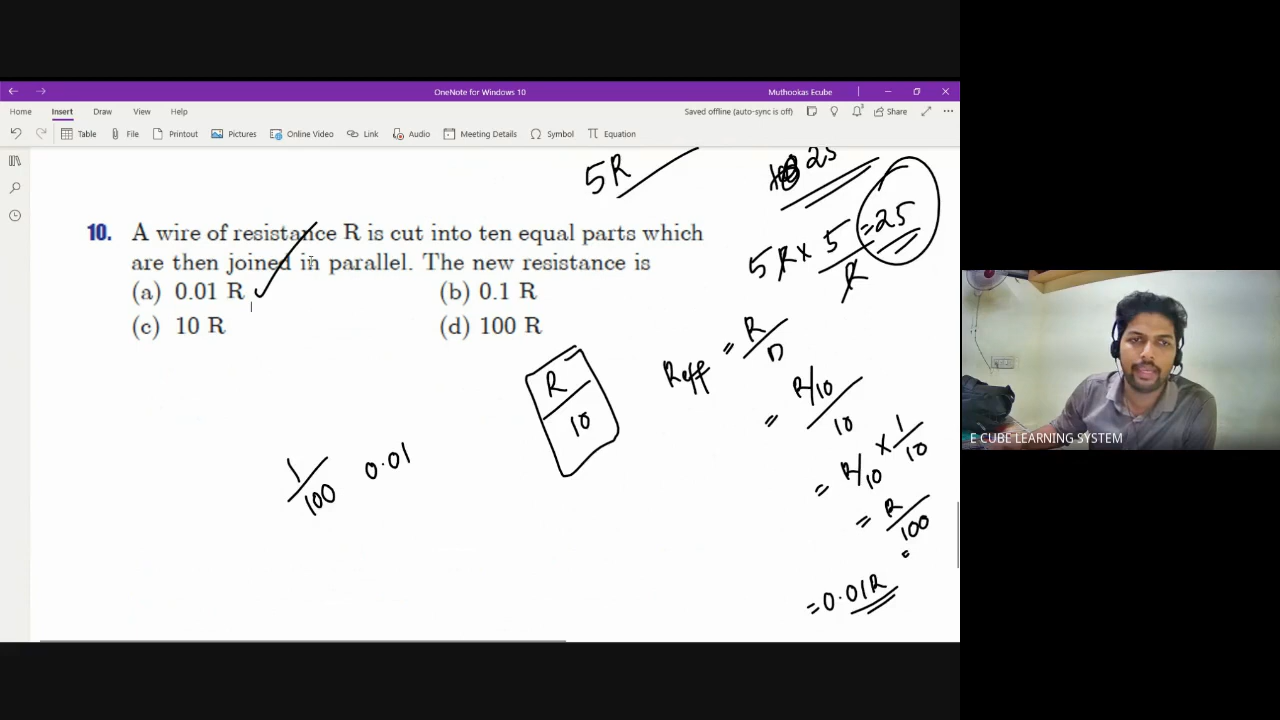 OneNote for Windows 10
Muthookas Ecube
Home Insert Draw View Help
Saved offline (auto-sync is off)
Share
Table File Printout Pictures Online Video Link Audio Meeting Details Symbol Equation
5R
25
5R × 5/R = 25
10. A wire of resistance R is cut into ten equal parts which
are then joined in parallel. The new resistance is
(a) 0.01 R (b) 0.1 R
(c) 10 R (d) 100 R
R/10
Reff = R/n
= R/10/10
= R/10 × 1/10
= R/100
=
= 0.01R
1/100 0.01
E CUBE LEARNING SYSTEM